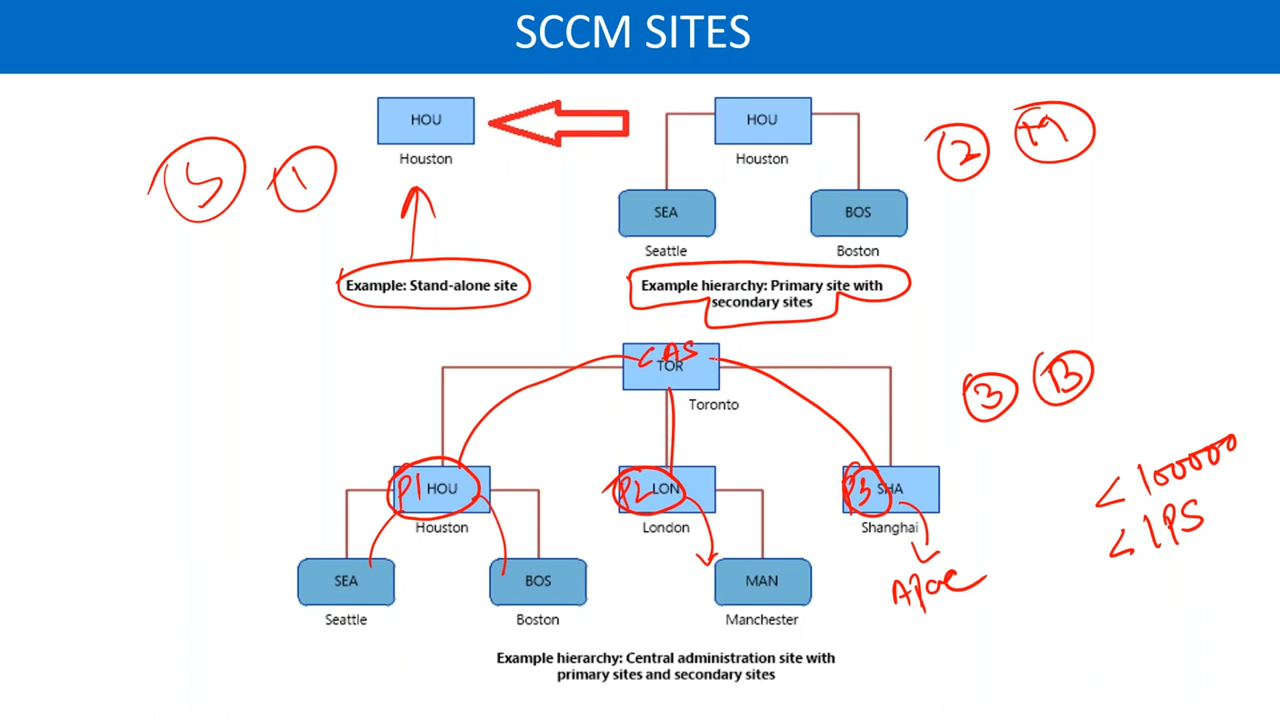 SCCM SITES
HOU
Houston
HOU
Houston
SEA
Seattle
BOS
Boston
S
1
2
Example: Stand-alone site
Example hierarchy: Primary site with
secondary sites
CAS
TOR
Toronto
3
P1 HOU
Houston
P2 LON
London
P3 SHA
Shanghai
< 100000
< 1PS
SEA
Seattle
BOS
Boston
MAN
Manchester
Apac
Example hierarchy: Central administration site with
primary sites and secondary sites